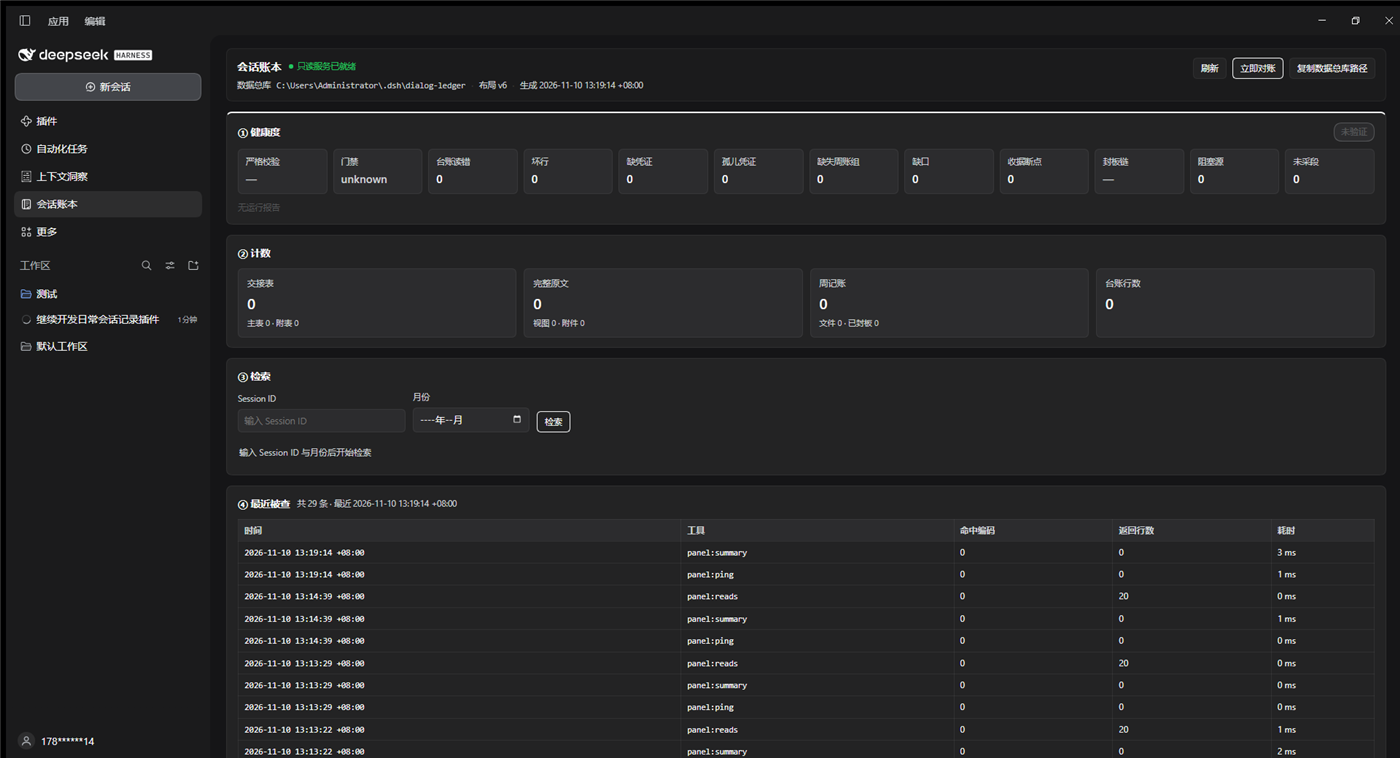 应用 编辑
deepseek HARNESS
新会话
插件
自动化任务
上下文洞察
会话账本
更多
工作区
测试
继续开发日常会话记录插件 1分钟
默认工作区
178******14
会话账本 只读服务已就绪
数据总库 C:\Users\Administrator\.dsh\dialog-ledger · 布局 v6 · 生成 2026-11-10 13:19:14 +08:00
刷新 立即对账 复制数据总库路径
① 健康度 未验证
严格校验 门禁 台账读错 坏行 缺凭证 孤儿凭证 缺失周账组 缺口 收据断点 封板链 阻塞源 未采段
— unknown 0 0 0 0 0 0 0 — 0 0
无运行报告
② 计数
交接表 完整原文 周记账 台账行数
0 0 0 0
主表 0 · 附表 0 视图 0 · 附件 0 文件 0 · 已封板 0
③ 检索
Session ID 月份
输入 Session ID ----年--月 检索
输入 Session ID 与月份后开始检索
④ 最近被查 共 29 条 · 最近 2026-11-10 13:19:14 +08:00
时间 工具 命中编码 返回行数 耗时
2026-11-10 13:19:14 +08:00 panel:summary 0 0 3 ms
2026-11-10 13:19:14 +08:00 panel:ping 0 0 1 ms
2026-11-10 13:14:39 +08:00 panel:reads 0 20 0 ms
2026-11-10 13:14:39 +08:00 panel:summary 0 0 1 ms
2026-11-10 13:14:39 +08:00 panel:ping 0 0 0 ms
2026-11-10 13:13:29 +08:00 panel:reads 0 20 0 ms
2026-11-10 13:13:29 +08:00 panel:summary 0 0 0 ms
2026-11-10 13:13:29 +08:00 panel:ping 0 0 0 ms
2026-11-10 13:13:22 +08:00 panel:reads 0 20 1 ms
2026-11-10 13:13:22 +08:00 panel:summary 0 0 2 ms